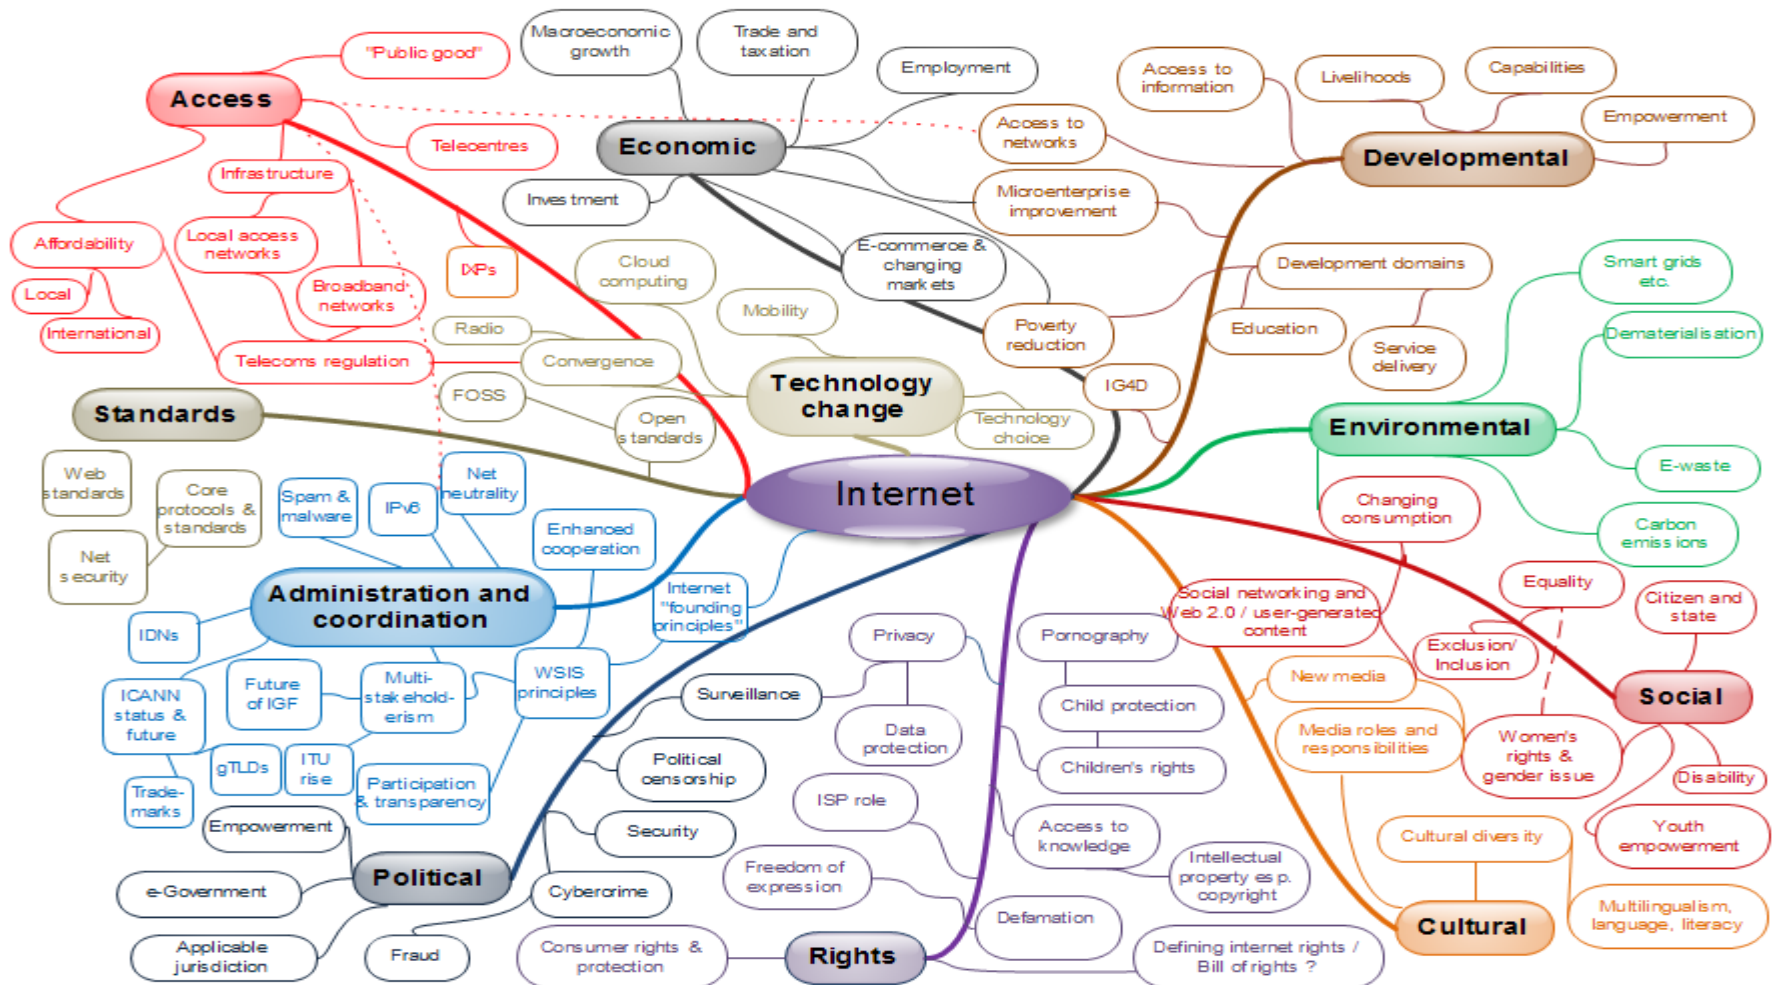 Macroeconomic
growth
Trade and
taxation
Employment
"Public good"
Access
Telecentres
Infrastructure
Affordability
Local access
networks
Local
International
Broadband
networks
Telecoms regulation
IXPs
Economic
Investment
Access to
networks
Microenterprise
improvement
E-commerce &
changing
markets
Poverty
reduction
IG4D
Access to
information
Livelihoods
Capabilities
Empowerment
Developmental
Development domains
Education
Service
delivery
Smart grids
etc.
Dematerialisation
Environmental
E-waste
Carbon
emissions
Cloud
computing
Mobility
Radio
Convergence
FOSS
Open
standards
Technology
change
Technology
choice
Standards
Web
standards
Core
protocols &
standards
Net
security
Internet
Spam &
malware
IPv6
Net
neutrality
Enhanced
cooperation
Internet
"founding
principles"
Administration and
coordination
IDNs
ICANN
status &
future
Future
of IGF
Multi-
stakehold-
erism
WSIS
principles
gTLDs
ITU
rise
Trade-
marks
Participation
& transparency
Changing
consumption
Social networking and
Web 2.0 / user-generated
content
Equality
Exclusion/
Inclusion
Citizen and
state
Social
Women's
rights &
gender issue
Disability
Youth
empowerment
New media
Media roles and
responsibilities
Cultural diversity
Multilingualism,
language, literacy
Cultural
Privacy
Surveillance
Data
protection
Pornography
Child protection
Children's rights
ISP role
Access to
knowledge
Intellectual
property esp.
copyright
Freedom of
expression
Defamation
Consumer rights &
protection
Rights
Defining internet rights /
Bill of rights ?
Political
censorship
Security
Cybercrime
Fraud
Empowerment
Political
e-Government
Applicable
jurisdiction